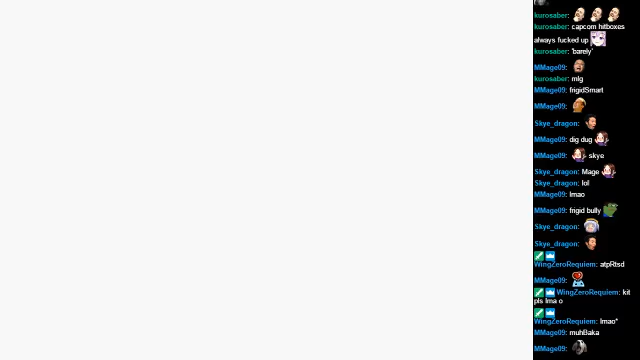 kurosaber:
kurosaber: capcom hitboxes
always fucked up
kurosaber: 'barely'
MMage09:
kurosaber: mlg
MMage09: frigidSmart
MMage09:
Skye_dragon:
MMage09: dig dug
MMage09: skye
Skye_dragon: Mage
Skye_dragon: lol
MMage09: lmao
MMage09: frigid bully
Skye_dragon:
Skye_dragon:
WingZeroRequiem: atpRtsd
MMage09:
WingZeroRequiem: kit
pls lma o
WingZeroRequiem: lmao*
MMage09: muhBaka
MMage09: